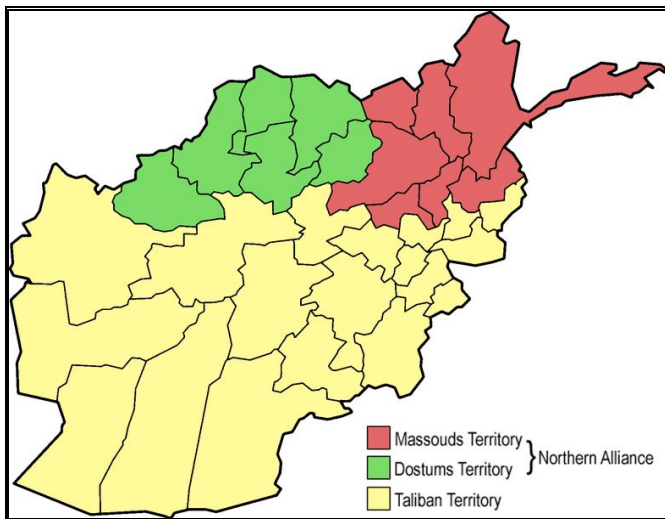 Massouds Territory
Dostums Territory
Northern Alliance
Taliban Territory